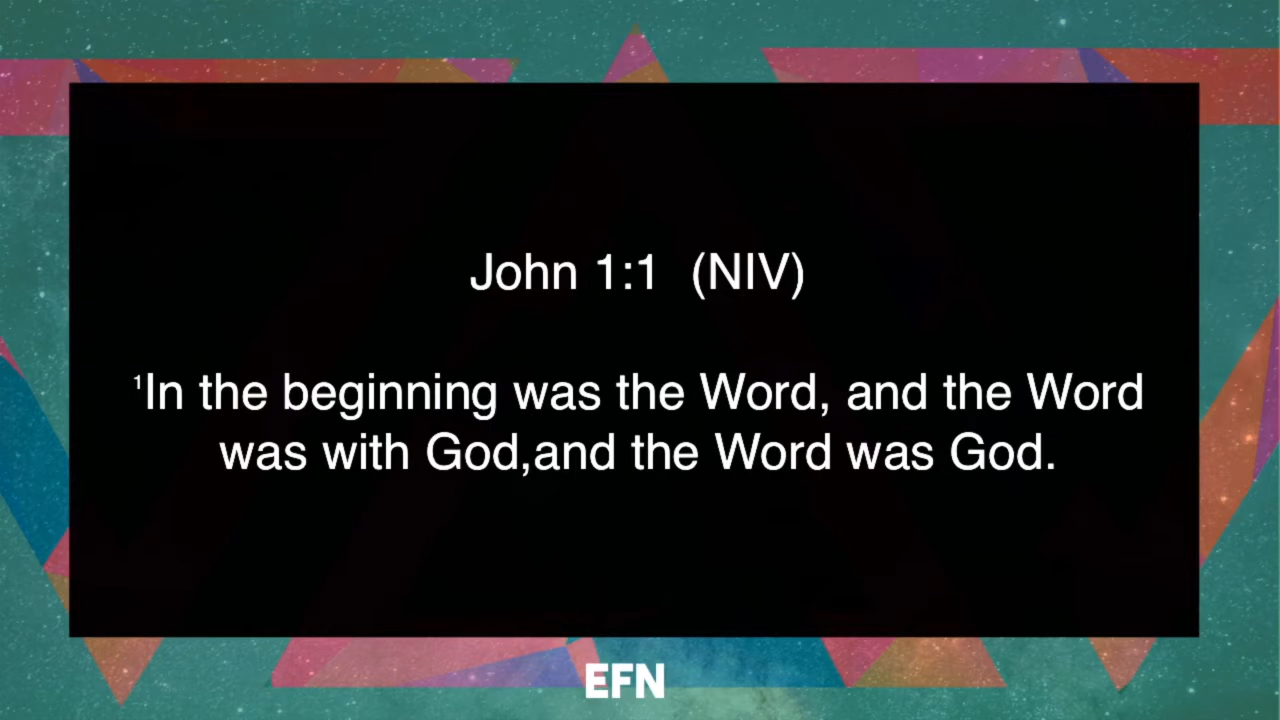 John 1:1 (NIV)
¹In the beginning was the Word, and the Word
was with God,and the Word was God.
EFN